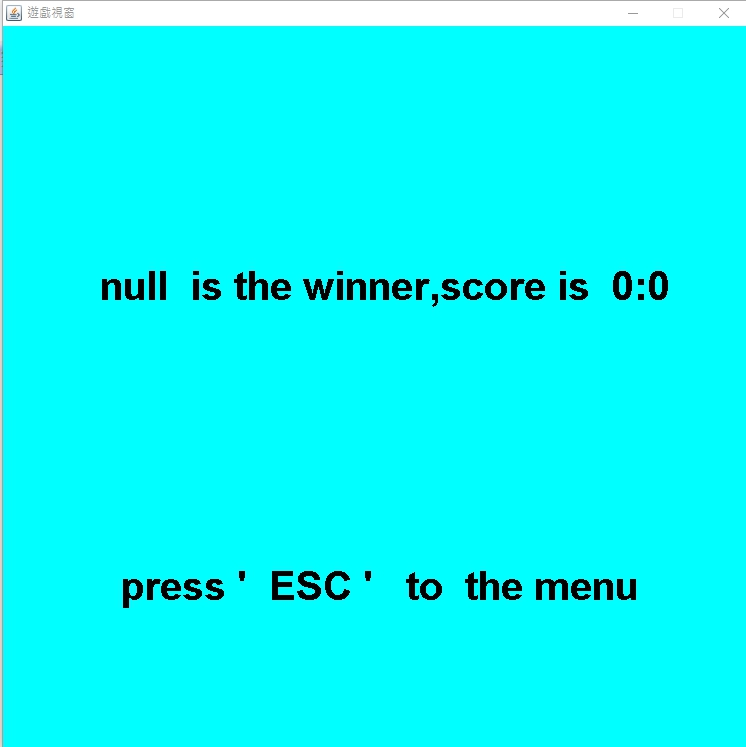 遊戲視窗
null  is the winner,score is  0:0
press '  ESC '   to  the menu